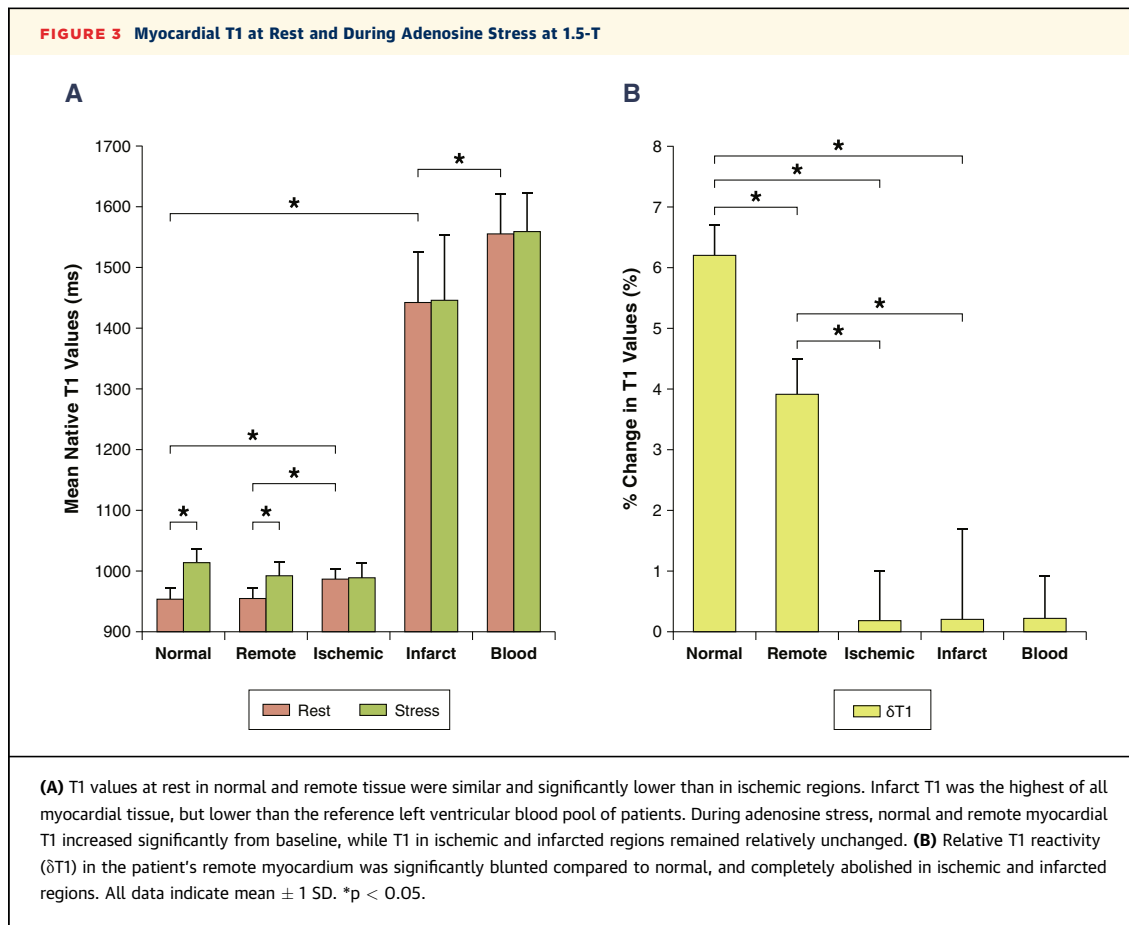 FIGURE 3 Myocardial T1 at Rest and During Adenosine Stress at 1.5-T
A
Mean Native T1 Values (ms)
1700
1600
1500
1400
1300
1200
1100
1000
900
* * * * * *
Normal Remote Ischemic Infarct Blood
Rest Stress
B
% Change in T1 Values (%)
8
7
6
5
4
3
2
1
0
* * * * *
Normal Remote Ischemic Infarct Blood
δT1
(A) T1 values at rest in normal and remote tissue were similar and significantly lower than in ischemic regions. Infarct T1 was the highest of all
myocardial tissue, but lower than the reference left ventricular blood pool of patients. During adenosine stress, normal and remote myocardial
T1 increased significantly from baseline, while T1 in ischemic and infarcted regions remained relatively unchanged. (B) Relative T1 reactivity
(δT1) in the patient's remote myocardium was significantly blunted compared to normal, and completely abolished in ischemic and infarcted
regions. All data indicate mean ± 1 SD. *p < 0.05.